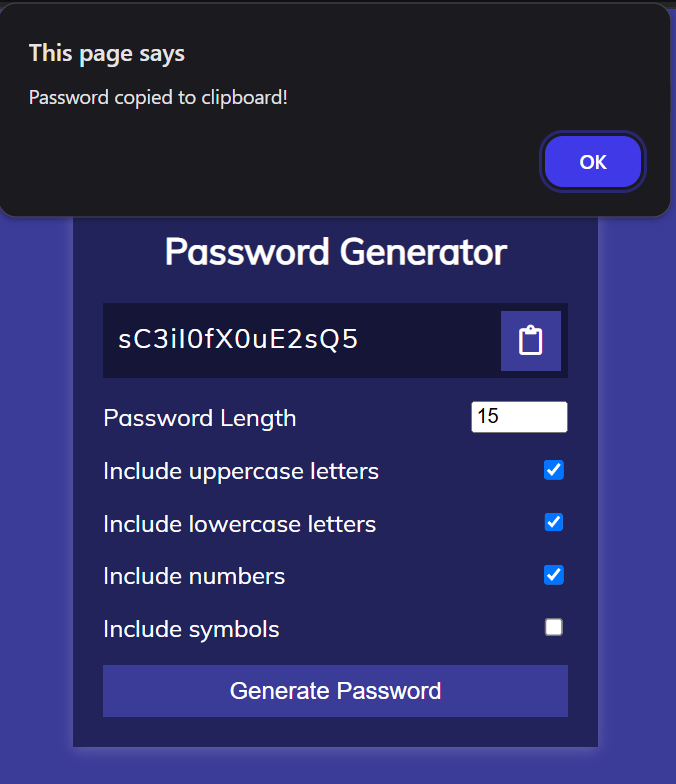 This page says
Password copied to clipboard!
OK
Password Generator
sC3iI0fX0uE2sQ5
Password Length
15
Include uppercase letters
Include lowercase letters
Include numbers
Include symbols
Generate Password